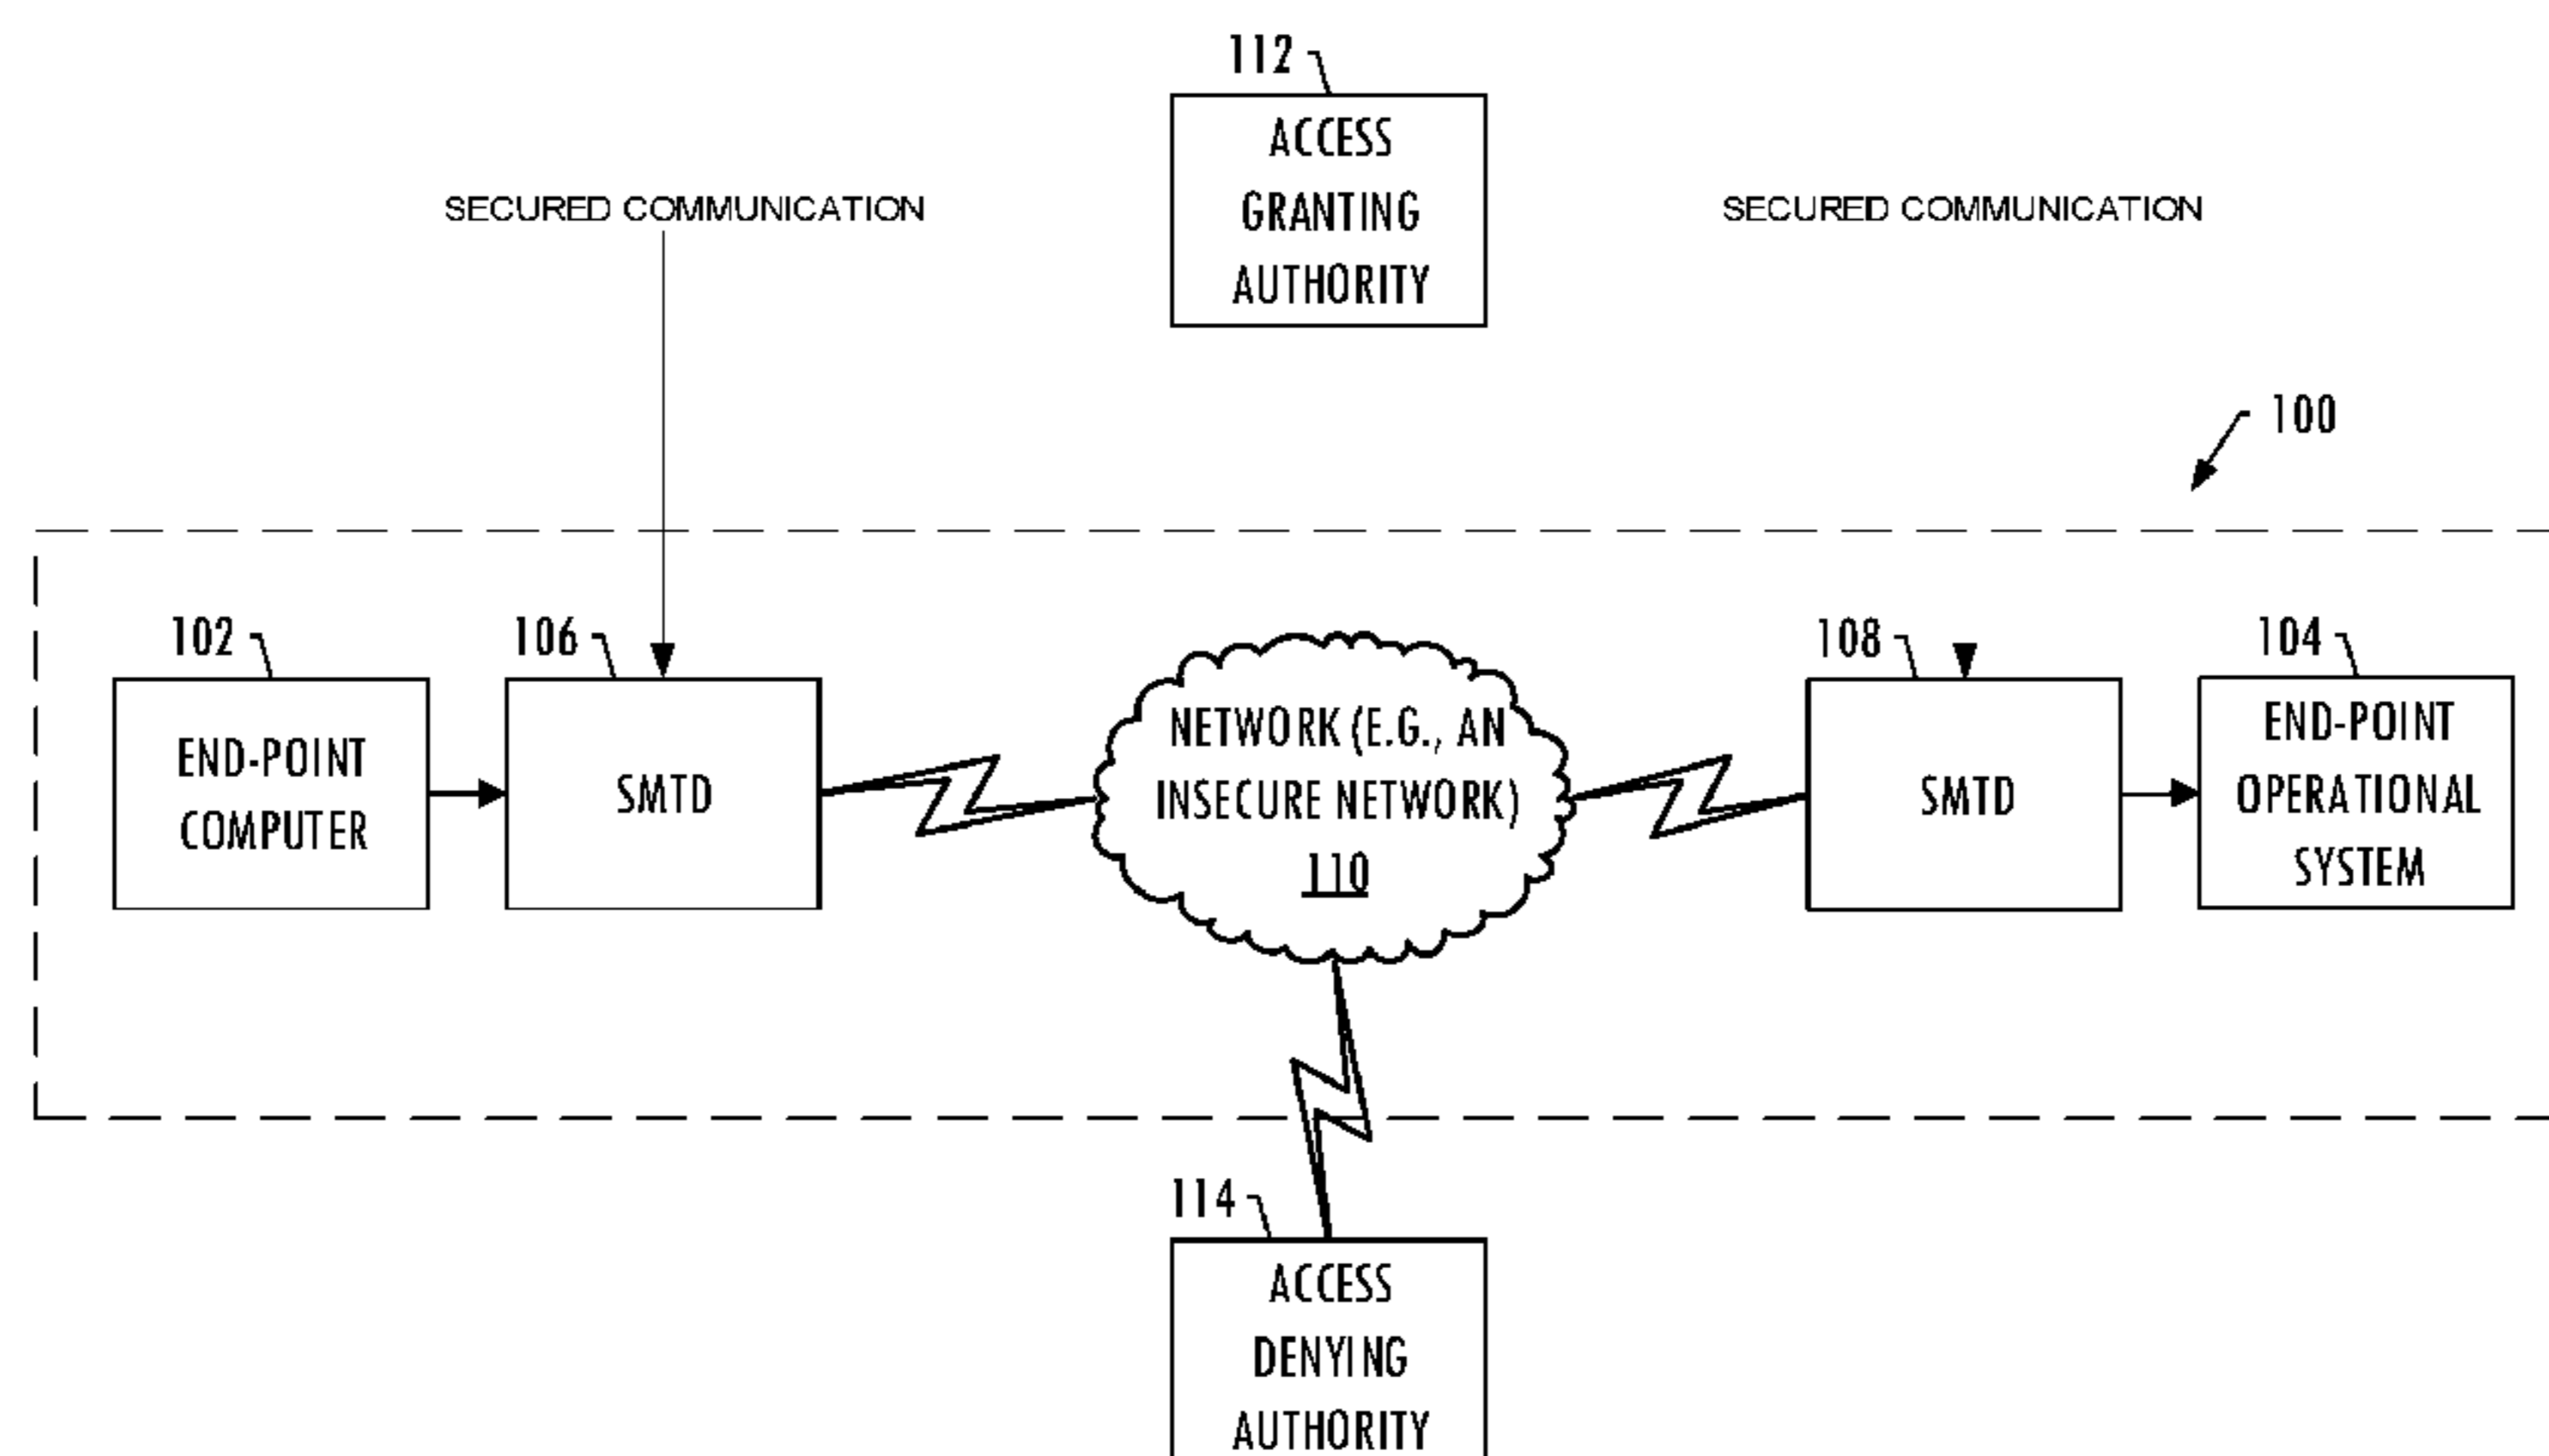 112
ACCESS
GRANTING
AUTHORITY
SECURED COMMUNICATION
SECURED COMMUNICATION
100
102
END-POINT
COMPUTER
106
SMTD
NETWORK (E.G., AN
INSECURE NETWORK)
110
108
SMTD
104
END-POINT
OPERATIONAL
SYSTEM
114
ACCESS
DENYING
AUTHORITY